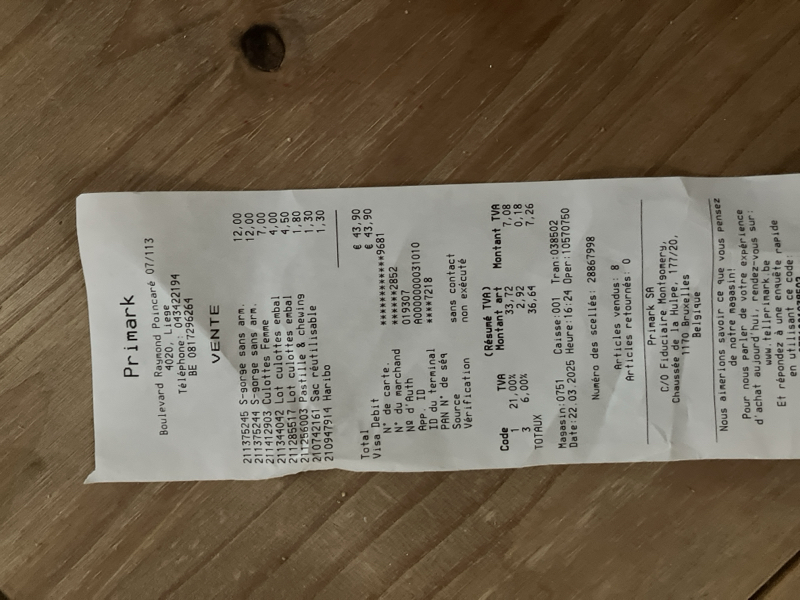 Primark
Boulevard Raymond Poincaré 07/113
4020, Liege
Téléphone: 043422194
BE 0817296264
VENTE
211375245 S-gorge sans arm. 12,00
211375244 S-gorge sans arm. 12,00
211412903 Culottes Femme 7,00
211344042 Lot culottes embal 4,00
211285517 Lot culottes embal 4,50
211256003 Pastille & chewing 1,80
210742161 Sac réutilisable 1,30
210947914 Haribo 1,30
Total € 43,90
Visa Debit € 43,90
N° de carte. ************9681
N° du marchand ******2852
Nº d'Auth 019307
App. ID A0000000031010
ID du terminal ****7218
PAN N° de séq
Source sans contact
Vérification non exécuté
(Résumé TVA)
Code TVA Montant art Montant TVA
1 21,00% 33,72 7,08
3 6,00% 2,92 0,18
TOTAUX 36,64 7,26
Magasin:0751 Caisse:001 Tran:038502
Date:22.03.2025 Heure:16:24 Oper:10570750
Numéro des scellés: 28867998
Articles vendus: 8
Articles retournés: 0
Primark SA
C/O Fiduciaire Montgomery,
Chaussée de la Hulpe, 177/20,
1170 Bruxelles
Belgique
Nous aimerions savoir ce que vous pensez
de notre magasin!
Pour nous parler de votre expérience
d'achat aujourd'hui, rendez-vous sur:
www.tellprimark.be
Et répondez à une enquête rapide
en utilisant ce code: